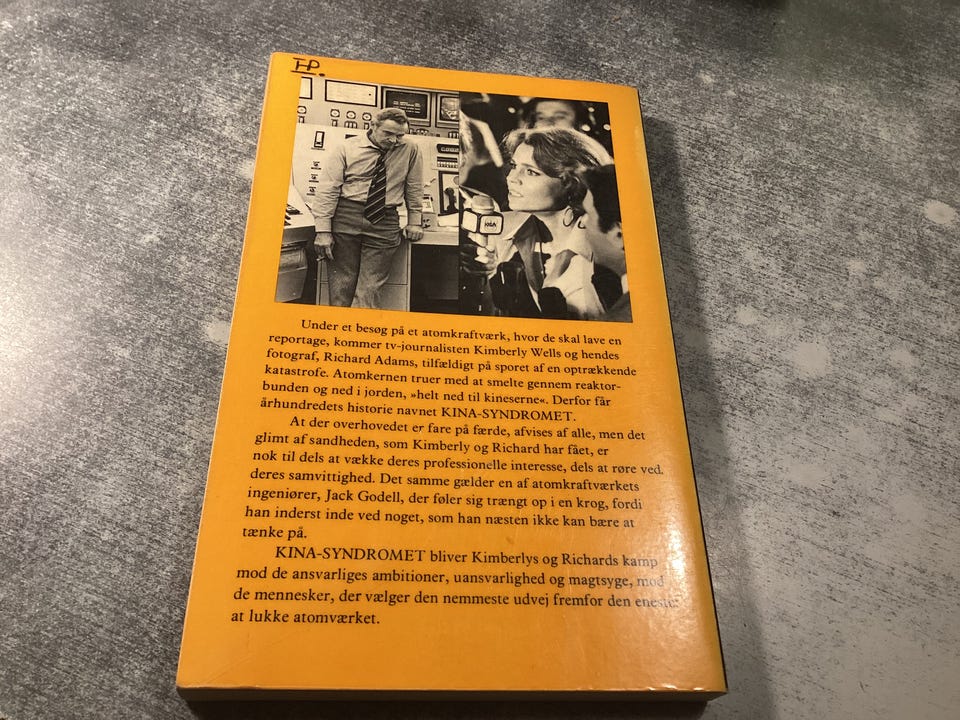 HP.
Under et besøg på et atomkraftværk, hvor de skal lave en
reportage, kommer tv-journalisten Kimberly Wells og hendes
fotograf, Richard Adams, tilfældigt på sporet af en optrækkende
katastrofe. Atomkernen truer med at smelte gennem reaktor-
bunden og ned i jorden, »helt ned til kineserne«. Derfor får
århundredets historie navnet KINA-SYNDROMET.
At der overhovedet er fare på færde, afvises af alle, men det
glimt af sandheden, som Kimberly og Richard har fået, er
nok til dels at vække deres professionelle interesse, dels at røre ved
deres samvittighed. Det samme gælder en af atomkraftværkets
ingeniører, Jack Godell, der føler sig trængt op i en krog, fordi
han inderst inde ved noget, som han næsten ikke kan bære at
tænke på.
KINA-SYNDROMET bliver Kimberlys og Richards kamp
mod de ansvarliges ambitioner, uansvarlighed og magtsyge, mod
de mennesker, der vælger den nemmeste udvej fremfor den eneste:
at lukke atomværket.